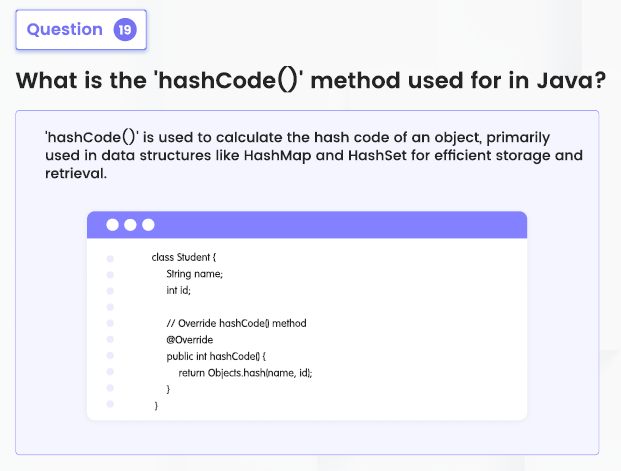 Question 19
What is the 'hashCode()' method used for in Java?
'hashCode()' is used to calculate the hash code of an object, primarily
used in data structures like HashMap and HashSet for efficient storage and
retrieval.
class Student {
String name;
int id;
// Override hashCode() method
@Override
public int hashCode() {
return Objects.hash(name, id);
}
}